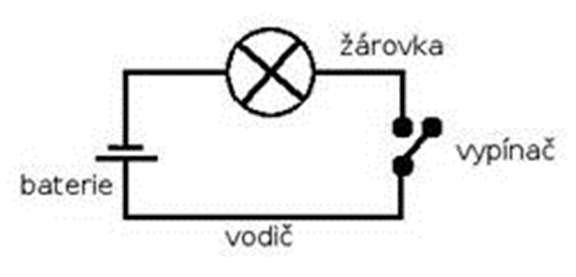 žárovka
vypínač
baterie
vodič